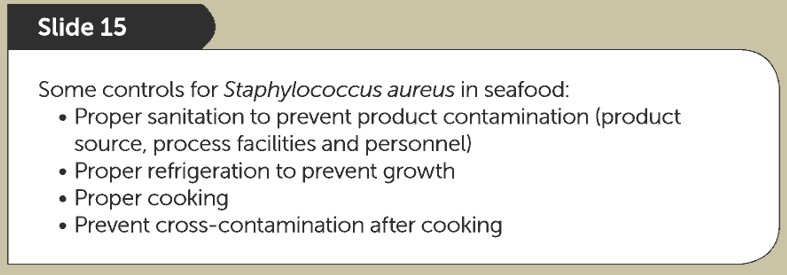 Slide 15
Some controls for Staphylococcus aureus in seafood:
• Proper sanitation to prevent product contamination (product
source, process facilities and personnel)
• Proper refrigeration to prevent growth
• Proper cooking
• Prevent cross-contamination after cooking